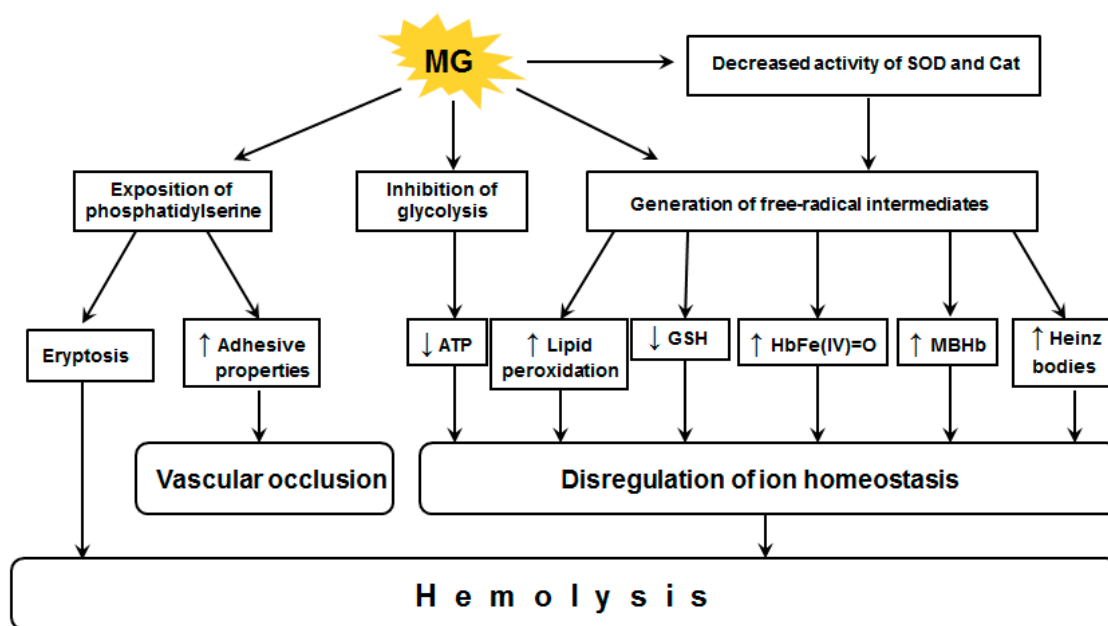 MG
Decreased activity of SOD and Cat
Exposition of
phosphatidylserine
Inhibition of
glycolysis
Generation of free-radical intermediates
Eryptosis
↑ Adhesive
properties
↓ ATP
↑ Lipid
peroxidation
↓ GSH
↑ HbFe(IV)=O
↑ MBHb
↑ Heinz
bodies
Vascular occlusion
Disregulation of ion homeostasis
Hemolysis